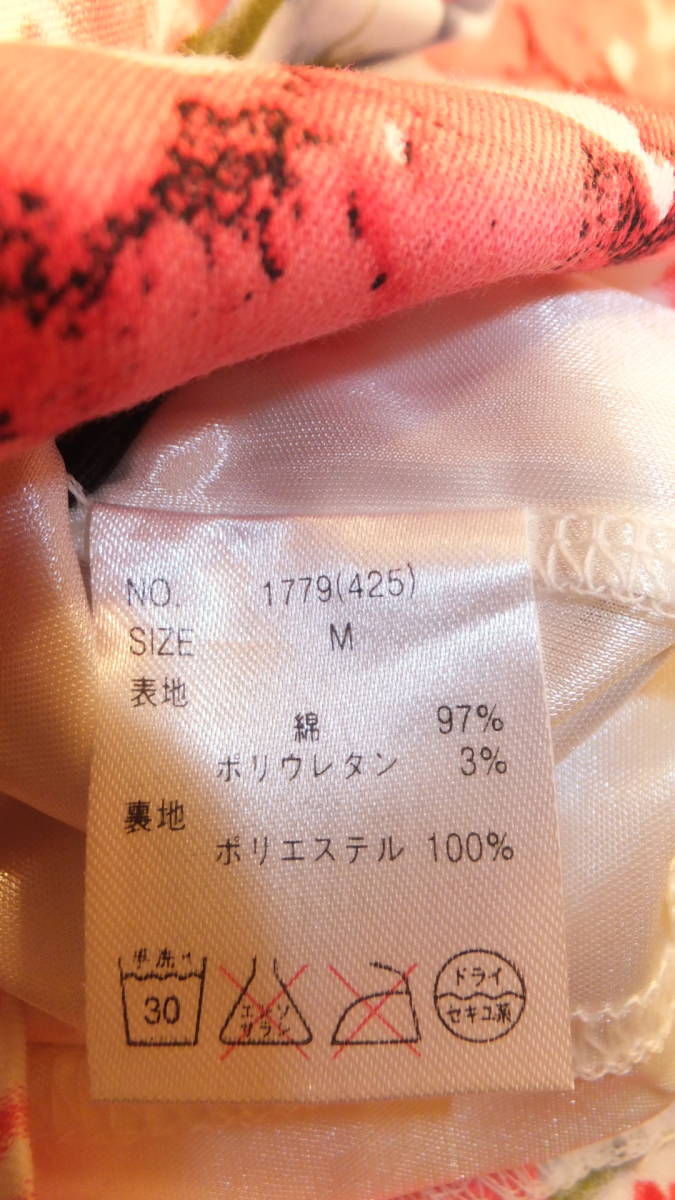 NO. 1779(425)
SIZE M
表地
綿 97%
ポリウレタン 3%
裏地
ポリエステル 100%
手洗イ
30
エンソ
サラシ
ドライ
セキユ系